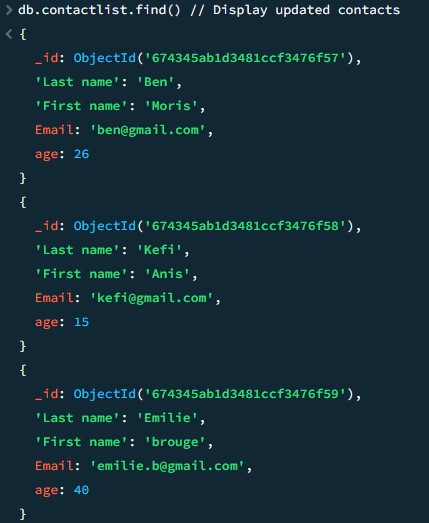 > db.contactlist.find() // Display updated contacts
< {
_id: ObjectId('674345ab1d3481ccf3476f57'),
'Last name': 'Ben',
'First name': 'Moris',
Email: 'ben@gmail.com',
age: 26
}
{
_id: ObjectId('674345ab1d3481ccf3476f58'),
'Last name': 'Kefi',
'First name': 'Anis',
Email: 'kefi@gmail.com',
age: 15
}
{
_id: ObjectId('674345ab1d3481ccf3476f59'),
'Last name': 'Emilie',
'First name': 'brouge',
Email: 'emilie.b@gmail.com',
age: 40
}